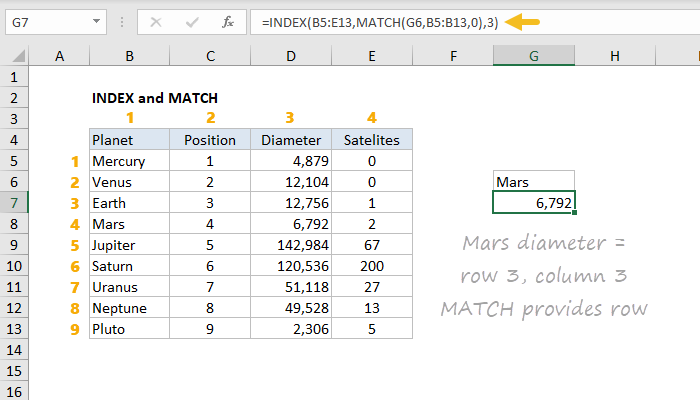 G7 fx =INDEX(B5:E13,MATCH(G6,B5:B13,0),3)
A B C D E F G H
1
2 INDEX and MATCH
3 1 2 3 4
4 Planet Position Diameter Satelites
5 1 Mercury 1 4,879 0
6 2 Venus 2 12,104 0 Mars
7 3 Earth 3 12,756 1 6,792
8 4 Mars 4 6,792 2
9 5 Jupiter 5 142,984 67 Mars diameter =
10 6 Saturn 6 120,536 200 row 3, column 3
11 7 Uranus 7 51,118 27 MATCH provides row
12 8 Neptune 8 49,528 13
13 9 Pluto 9 2,306 5
14
15
16